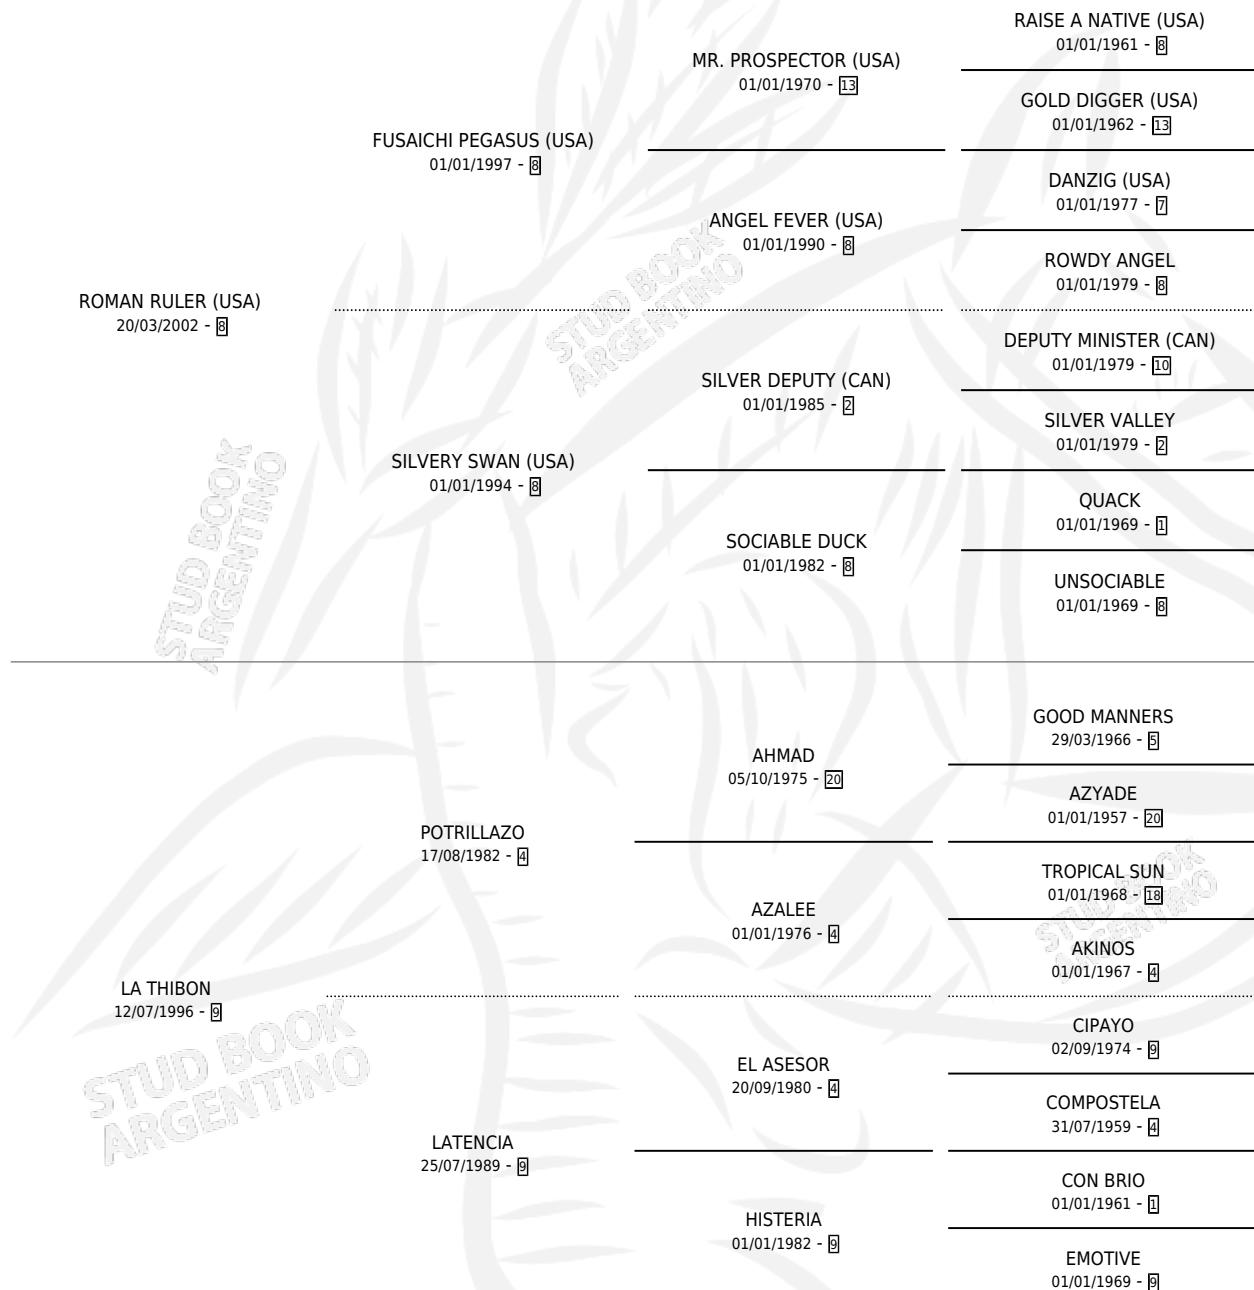 RAISE A NATIVE (USA)
01/01/1961 - 8
MR. PROSPECTOR (USA)
01/01/1970 - 13
GOLD DIGGER (USA)
01/01/1962 - 13
FUSAICHI PEGASUS (USA)
01/01/1997 - 8
DANZIG (USA)
01/01/1977 - 7
ANGEL FEVER (USA)
01/01/1990 - 8
ROWDY ANGEL
01/01/1979 - 8
ROMAN RULER (USA)
20/03/2002 - 8
DEPUTY MINISTER (CAN)
01/01/1979 - 10
SILVER DEPUTY (CAN)
01/01/1985 - 2
SILVER VALLEY
01/01/1979 - 2
SILVERY SWAN (USA)
01/01/1994 - 8
QUACK
01/01/1969 - 1
SOCIABLE DUCK
01/01/1982 - 8
UNSOCIABLE
01/01/1969 - 8
GOOD MANNERS
29/03/1966 - 5
AHMAD
05/10/1975 - 20
AZYADE
01/01/1957 - 20
POTRILLAZO
17/08/1982 - 4
TROPICAL SUN
01/01/1968 - 18
AZALEE
01/01/1976 - 4
AKINOS
01/01/1967 - 4
LA THIBON
12/07/1996 - 9
CIPAYO
02/09/1974 - 9
EL ASESOR
20/09/1980 - 4
COMPOSTELA
31/07/1959 - 4
LATENCIA
25/07/1989 - 9
CON BRIO
01/01/1961 - 1
HISTERIA
01/01/1982 - 9
EMOTIVE
01/01/1969 - 9
STUD BOOK
ARGENTINO
STUD BOOK
ARGENTINO
STUD BOOK
ARGENTINO
STUD BOOK
ARGENTINO